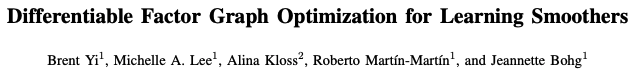 Differentiable Factor Graph Optimization for Learning Smoothers
Brent Yi¹, Michelle A. Lee¹, Alina Kloss², Roberto Martín-Martín¹, and Jeannette Bohg¹